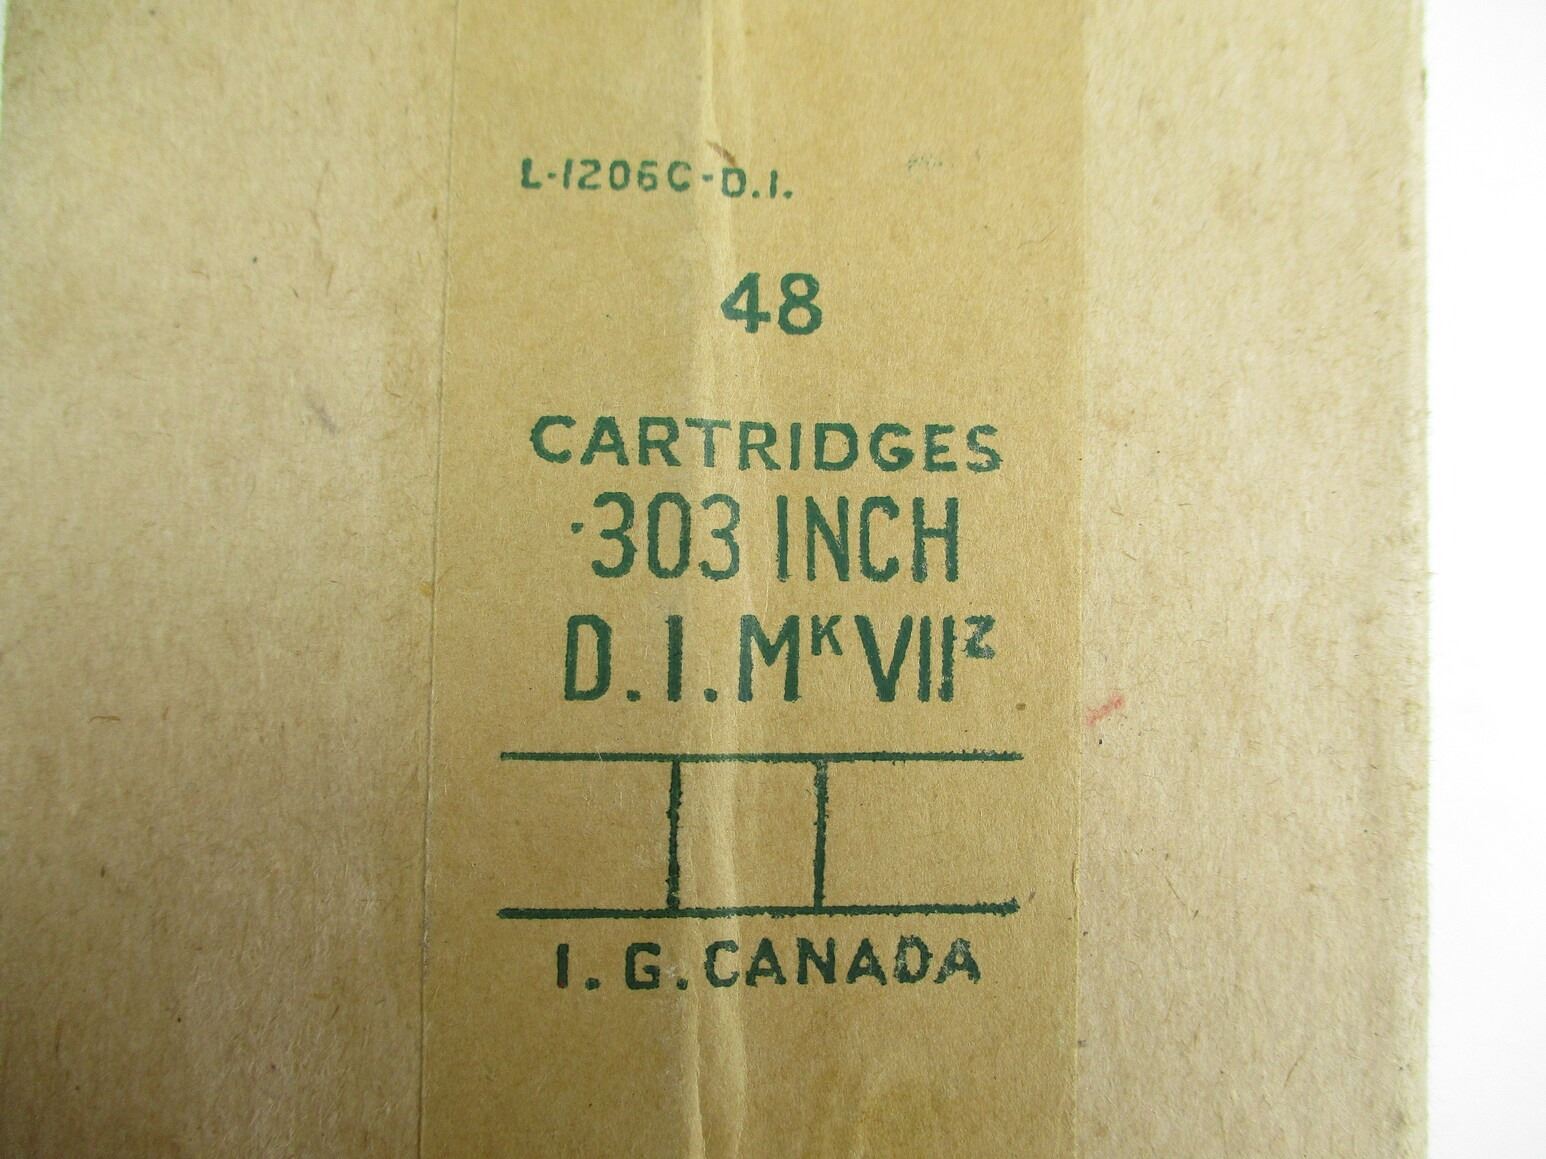 L-1206C-D.I.
48
CARTRIDGES
·303 INCH
D.I.Mᴷ VIIᶻ
I.G.CANADA